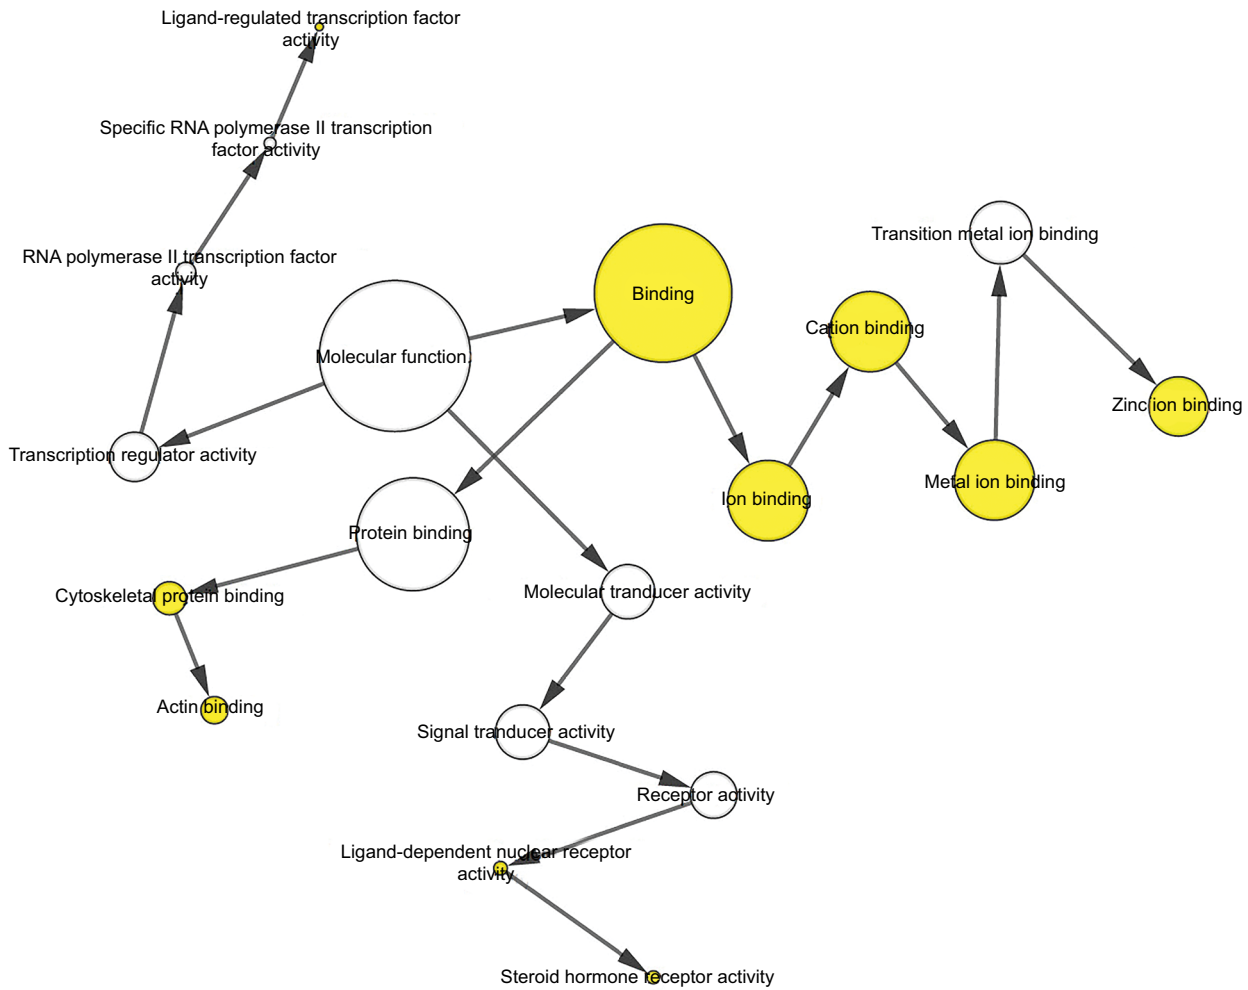 Ligand-regulated transcription factor
activity
Specific RNA polymerase II transcription
factor activity
RNA polymerase II transcription factor
activity
Transition metal ion binding
Binding
Cation binding
Molecular function.
Zinc ion binding
Transcription regulator activity
Metal ion binding
Ion binding
Protein binding
Cytoskeletal protein binding
Molecular tranducer activity
Actin binding
Signal tranducer activity
Receptor activity
Ligand-dependent nuclear receptor
activity
Steroid hormone receptor activity